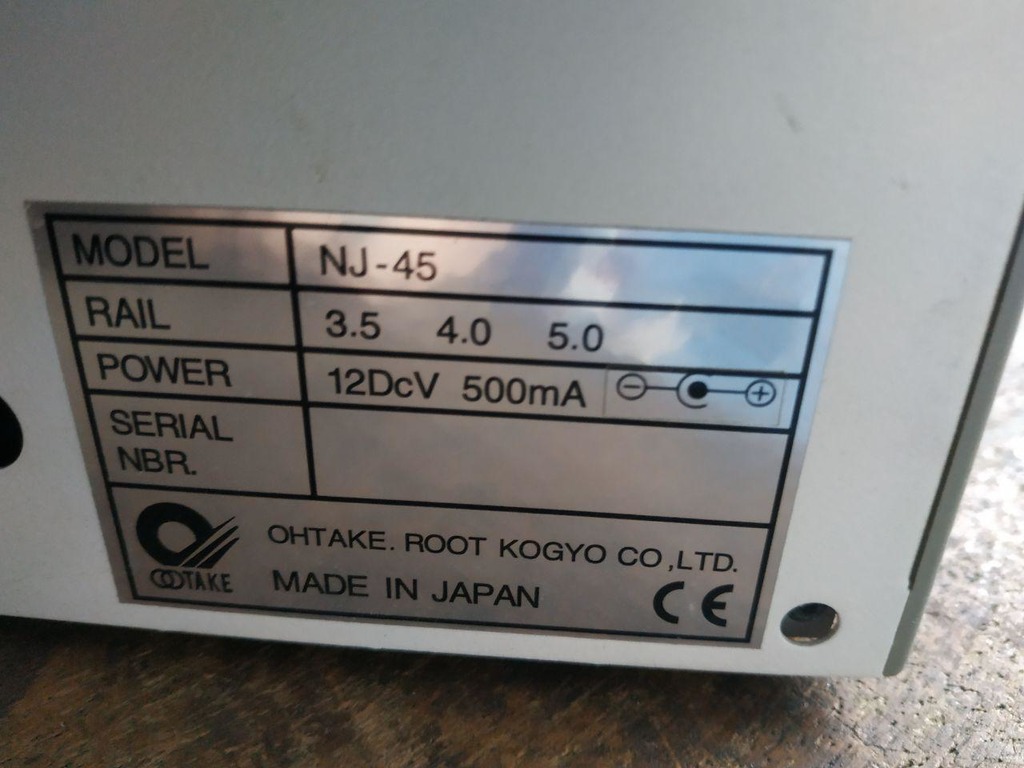 MODEL NJ-45
RAIL 3.5 4.0 5.0
POWER 12DcV 500mA
SERIAL
NBR.
OHTAKE. ROOT KOGYO CO,LTD.
OOTAKE MADE IN JAPAN CE